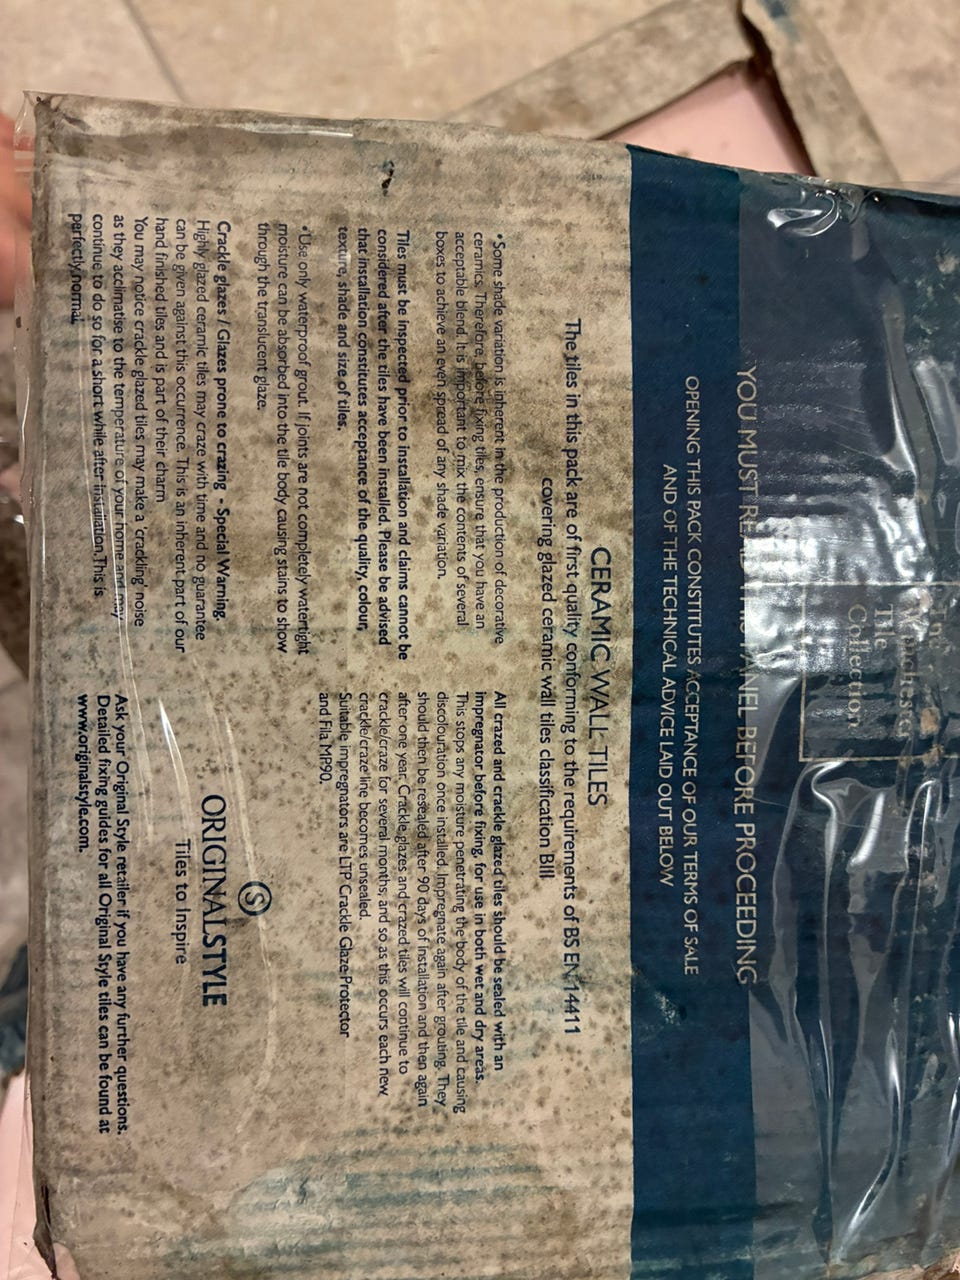 The
Winchester
Tile
Collection
YOU MUST READ THIS PANEL BEFORE PROCEEDING
OPENING THIS PACK CONSTITUTES ACCEPTANCE OF OUR TERMS OF SALE
AND OF THE TECHNICAL ADVICE LAID OUT BELOW
CERAMIC WALL TILES
The tiles in this pack are of first quality conforming to the requirements of BS EN 14411
covering glazed ceramic wall tiles classification BIII.
•Some shade variation is inherent in the production of decorative
ceramics. Therefore, before fixing tiles, ensure that you have an
acceptable blend. It is important to mix the contents of several
boxes to achieve an even spread of any shade variation.
Tiles must be inspected prior to installation and claims cannot be
considered after the tiles have been installed. Please be advised
that installation constitutes acceptance of the quality, colour,
texture, shade and size of tiles.
•Use only waterproof grout. If joints are not completely watertight
moisture can be absorbed into the tile body causing stains to show
through the translucent glaze.
Crackle glazes / Glazes prone to crazing - Special Warning.
Highly glazed ceramic tiles may craze with time and no guarantee
can be given against this occurrence. This is an inherent part of our
hand finished tiles and is part of their charm
You may notice crackle glazed tiles may make a 'crackling' noise
as they acclimatise to the temperature of your home and may
continue to do so for a short while after installation. This is
perfectly normal.
All crazed and crackle glazed tiles should be sealed with an
impregnator before fixing, for use in both wet and dry areas.
This stops any moisture penetrating the body of the tile and causing
discolouration once installed. Impregnate again after grouting. They
should then be resealed after 90 days of installation and then again
after one year. Crackle glazes and crazed tiles will continue to
crackle/craze for several months, and so as this occurs each new
crackle/craze line becomes unsealed.
Suitable impregnators are LTP Crackle Glaze Protector
and Fila MP90.
S
ORIGINAL STYLE
Tiles to Inspire
Ask your Original Style retailer if you have any further questions.
Detailed fixing guides for all Original Style tiles can be found at
www.originalstyle.com.